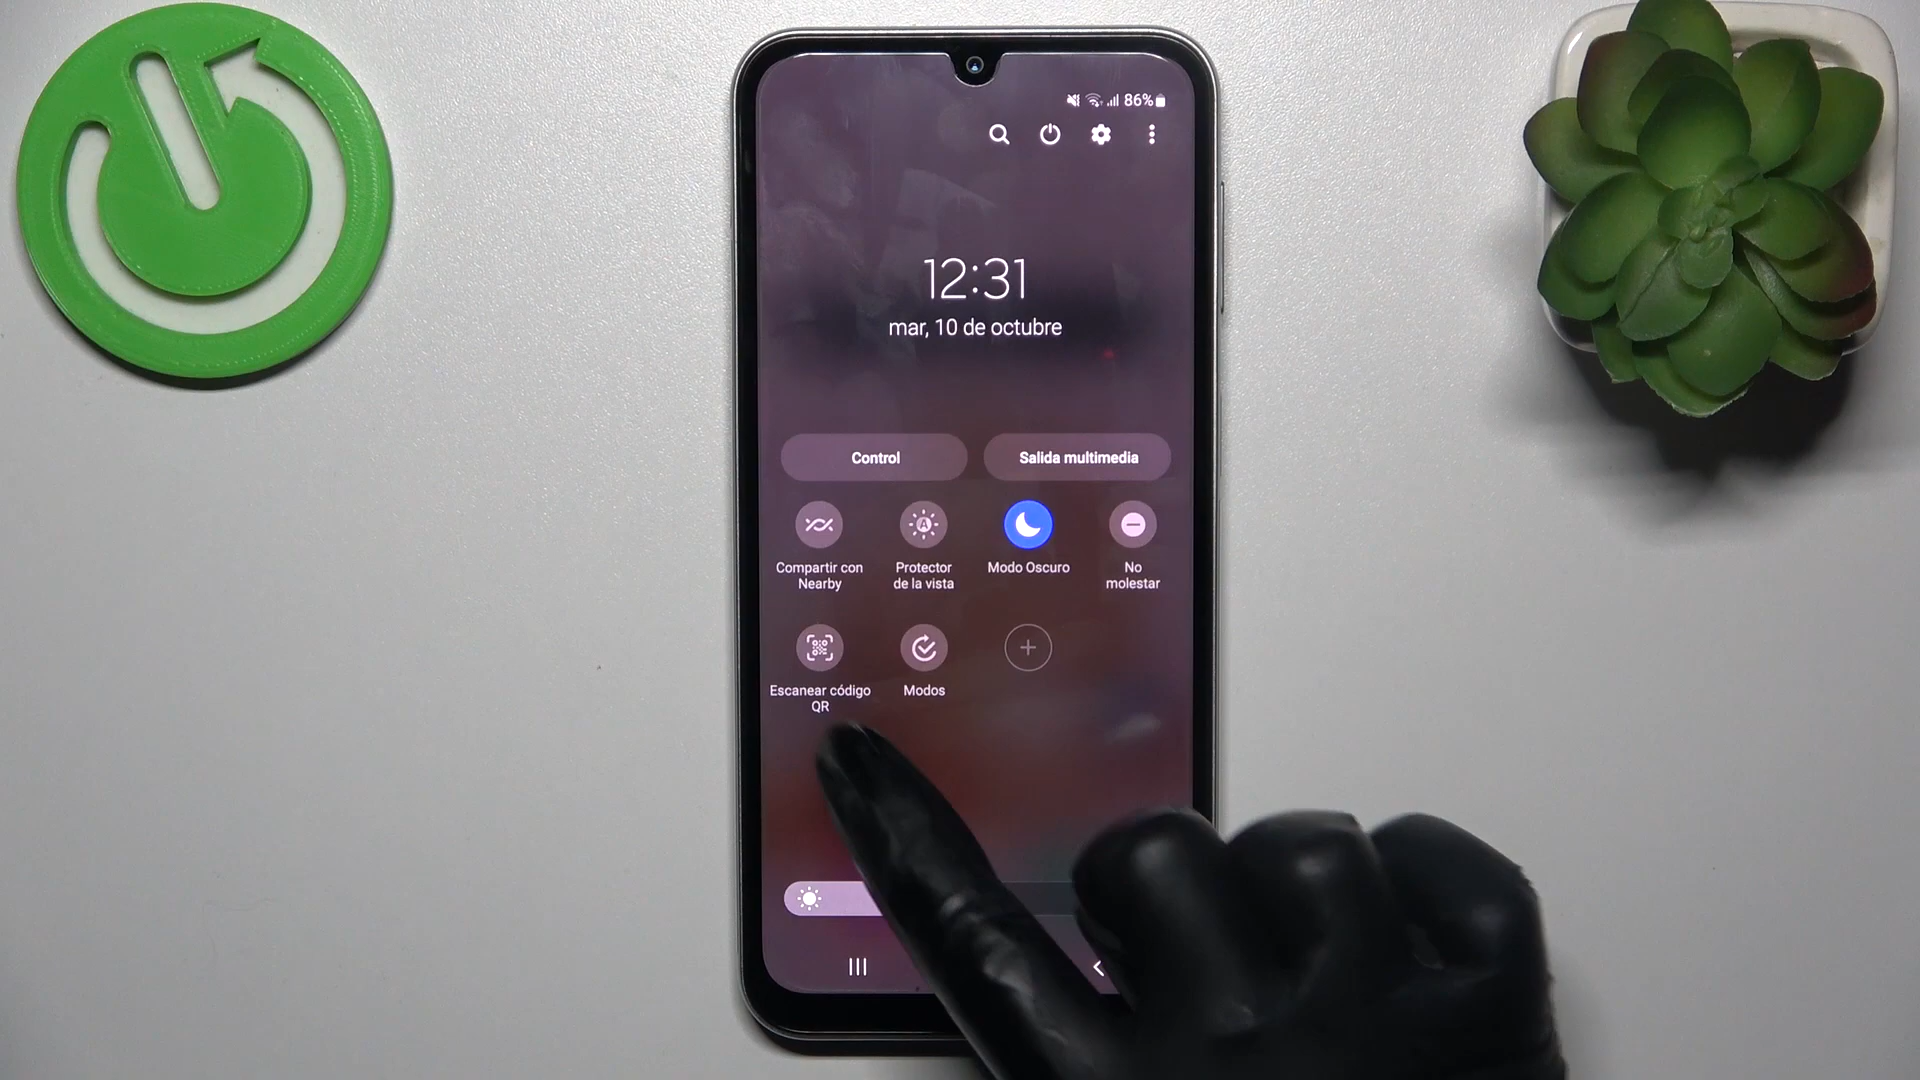 86%
12:31
mar, 10 de octubre
Control
Salida multimedia
Compartir con
Nearby
Protector
de la vista
Modo Oscuro
No
molestar
Escanear código
QR
Modos